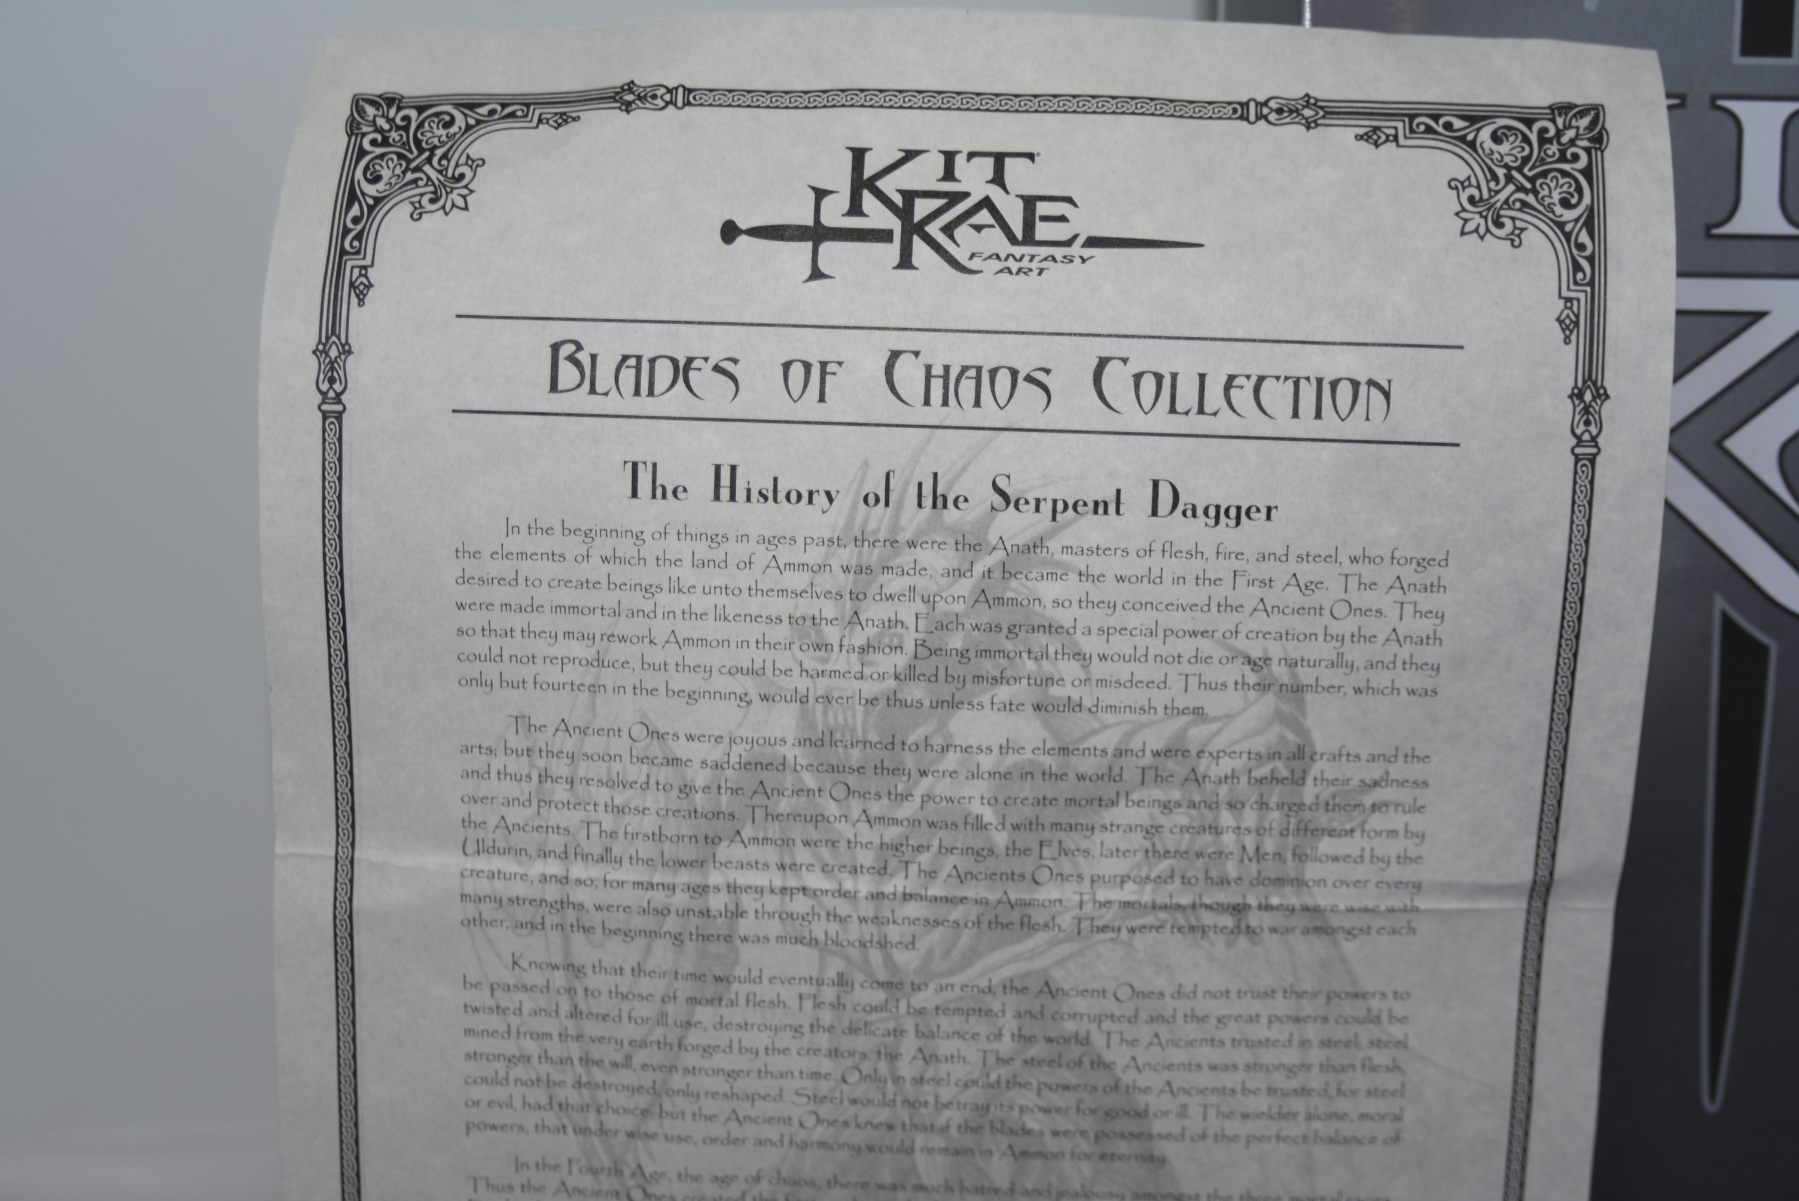 KIT
RAE
FANTASY
ART
BLADES OF CHAOS COLLECTION
The History of the Serpent Dagger
In the beginning of things in ages past, there were the Anath, masters of flesh, fire, and steel, who forged
the elements of which the land of Ammon was made, and it became the world in the First Age. The Anath
desired to create beings like unto themselves to dwell upon Ammon, so they conceived the Ancient Ones. They
were made immortal and in the likeness to the Anath. Each was granted a special power of creation by the Anath
so that they may rework Ammon in their own fashion. Being immortal they would not die or age naturally, and they
could not reproduce, but they could be harmed or killed by misfortune or misdeed. Thus their number, which was
only but fourteen in the beginning, would ever be thus unless fate would diminish them.
The Ancient Ones were joyous and learned to harness the elements and were experts in all crafts and the
arts; but they soon became saddened because they were alone in the world. The Anath beheld their sadness
and thus they resolved to give the Ancient Ones the power to create mortal beings and so charged them to rule
over and protect those creations. Thereupon Ammon was filled with many strange creatures of different form by
the Ancients. The firstborn to Ammon were the higher beings, the Elves, later there were Men, followed by the
Uldurin, and finally the lower beasts were created. The Ancients Ones purposed to have dominion over every
creature, and so, for many ages they kept order and balance in Ammon. The mortals, though they were wise with
many strengths, were also unstable through the weaknesses of the flesh. They were tempted to war amongst each
other, and in the beginning there was much bloodshed.
Knowing that their time would eventually come to an end, the Ancient Ones did not trust their powers to
be passed on to those of mortal flesh. Flesh could be tempted and corrupted and the great powers could be
twisted and altered for ill use, destroying the delicate balance of the world. The Ancients trusted in steel, steel
mined from the very earth forged by the creators, the Anath. The steel of the Ancients was stronger than flesh,
stronger than the will, even stronger than time. Only in steel could the powers of the Ancients be trusted, for steel
could not be destroyed, only reshaped. Steel would not betray its power for good or ill. The wielder alone, moral
or evil, had that choice; but the Ancient Ones knew that if the blades were possessed of the perfect balance of
powers, that under wise use, order and harmony would remain in Ammon for eternity.
In the Fourth Age, the age of chaos, there was much hatred and jealousy amongst the three mortal races.
Thus the Ancient Ones created the